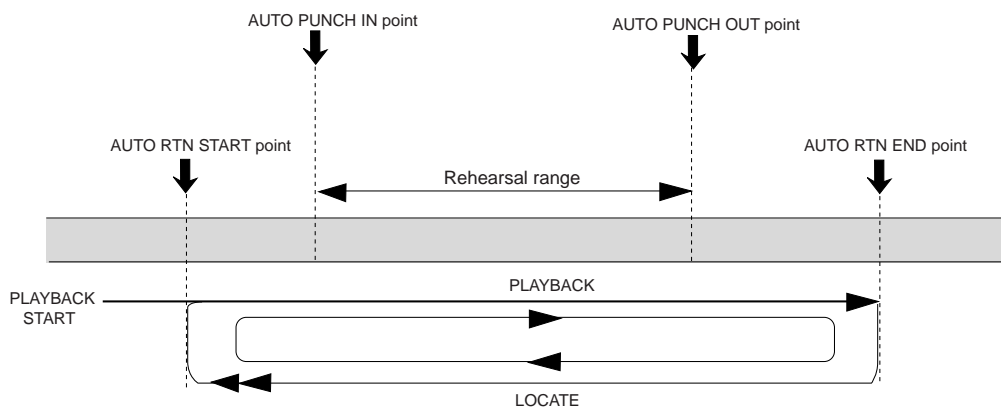 AUTO PUNCH IN point
AUTO PUNCH OUT point
AUTO RTN START point
AUTO RTN END point
Rehearsal range
PLAYBACK
START
PLAYBACK
LOCATE